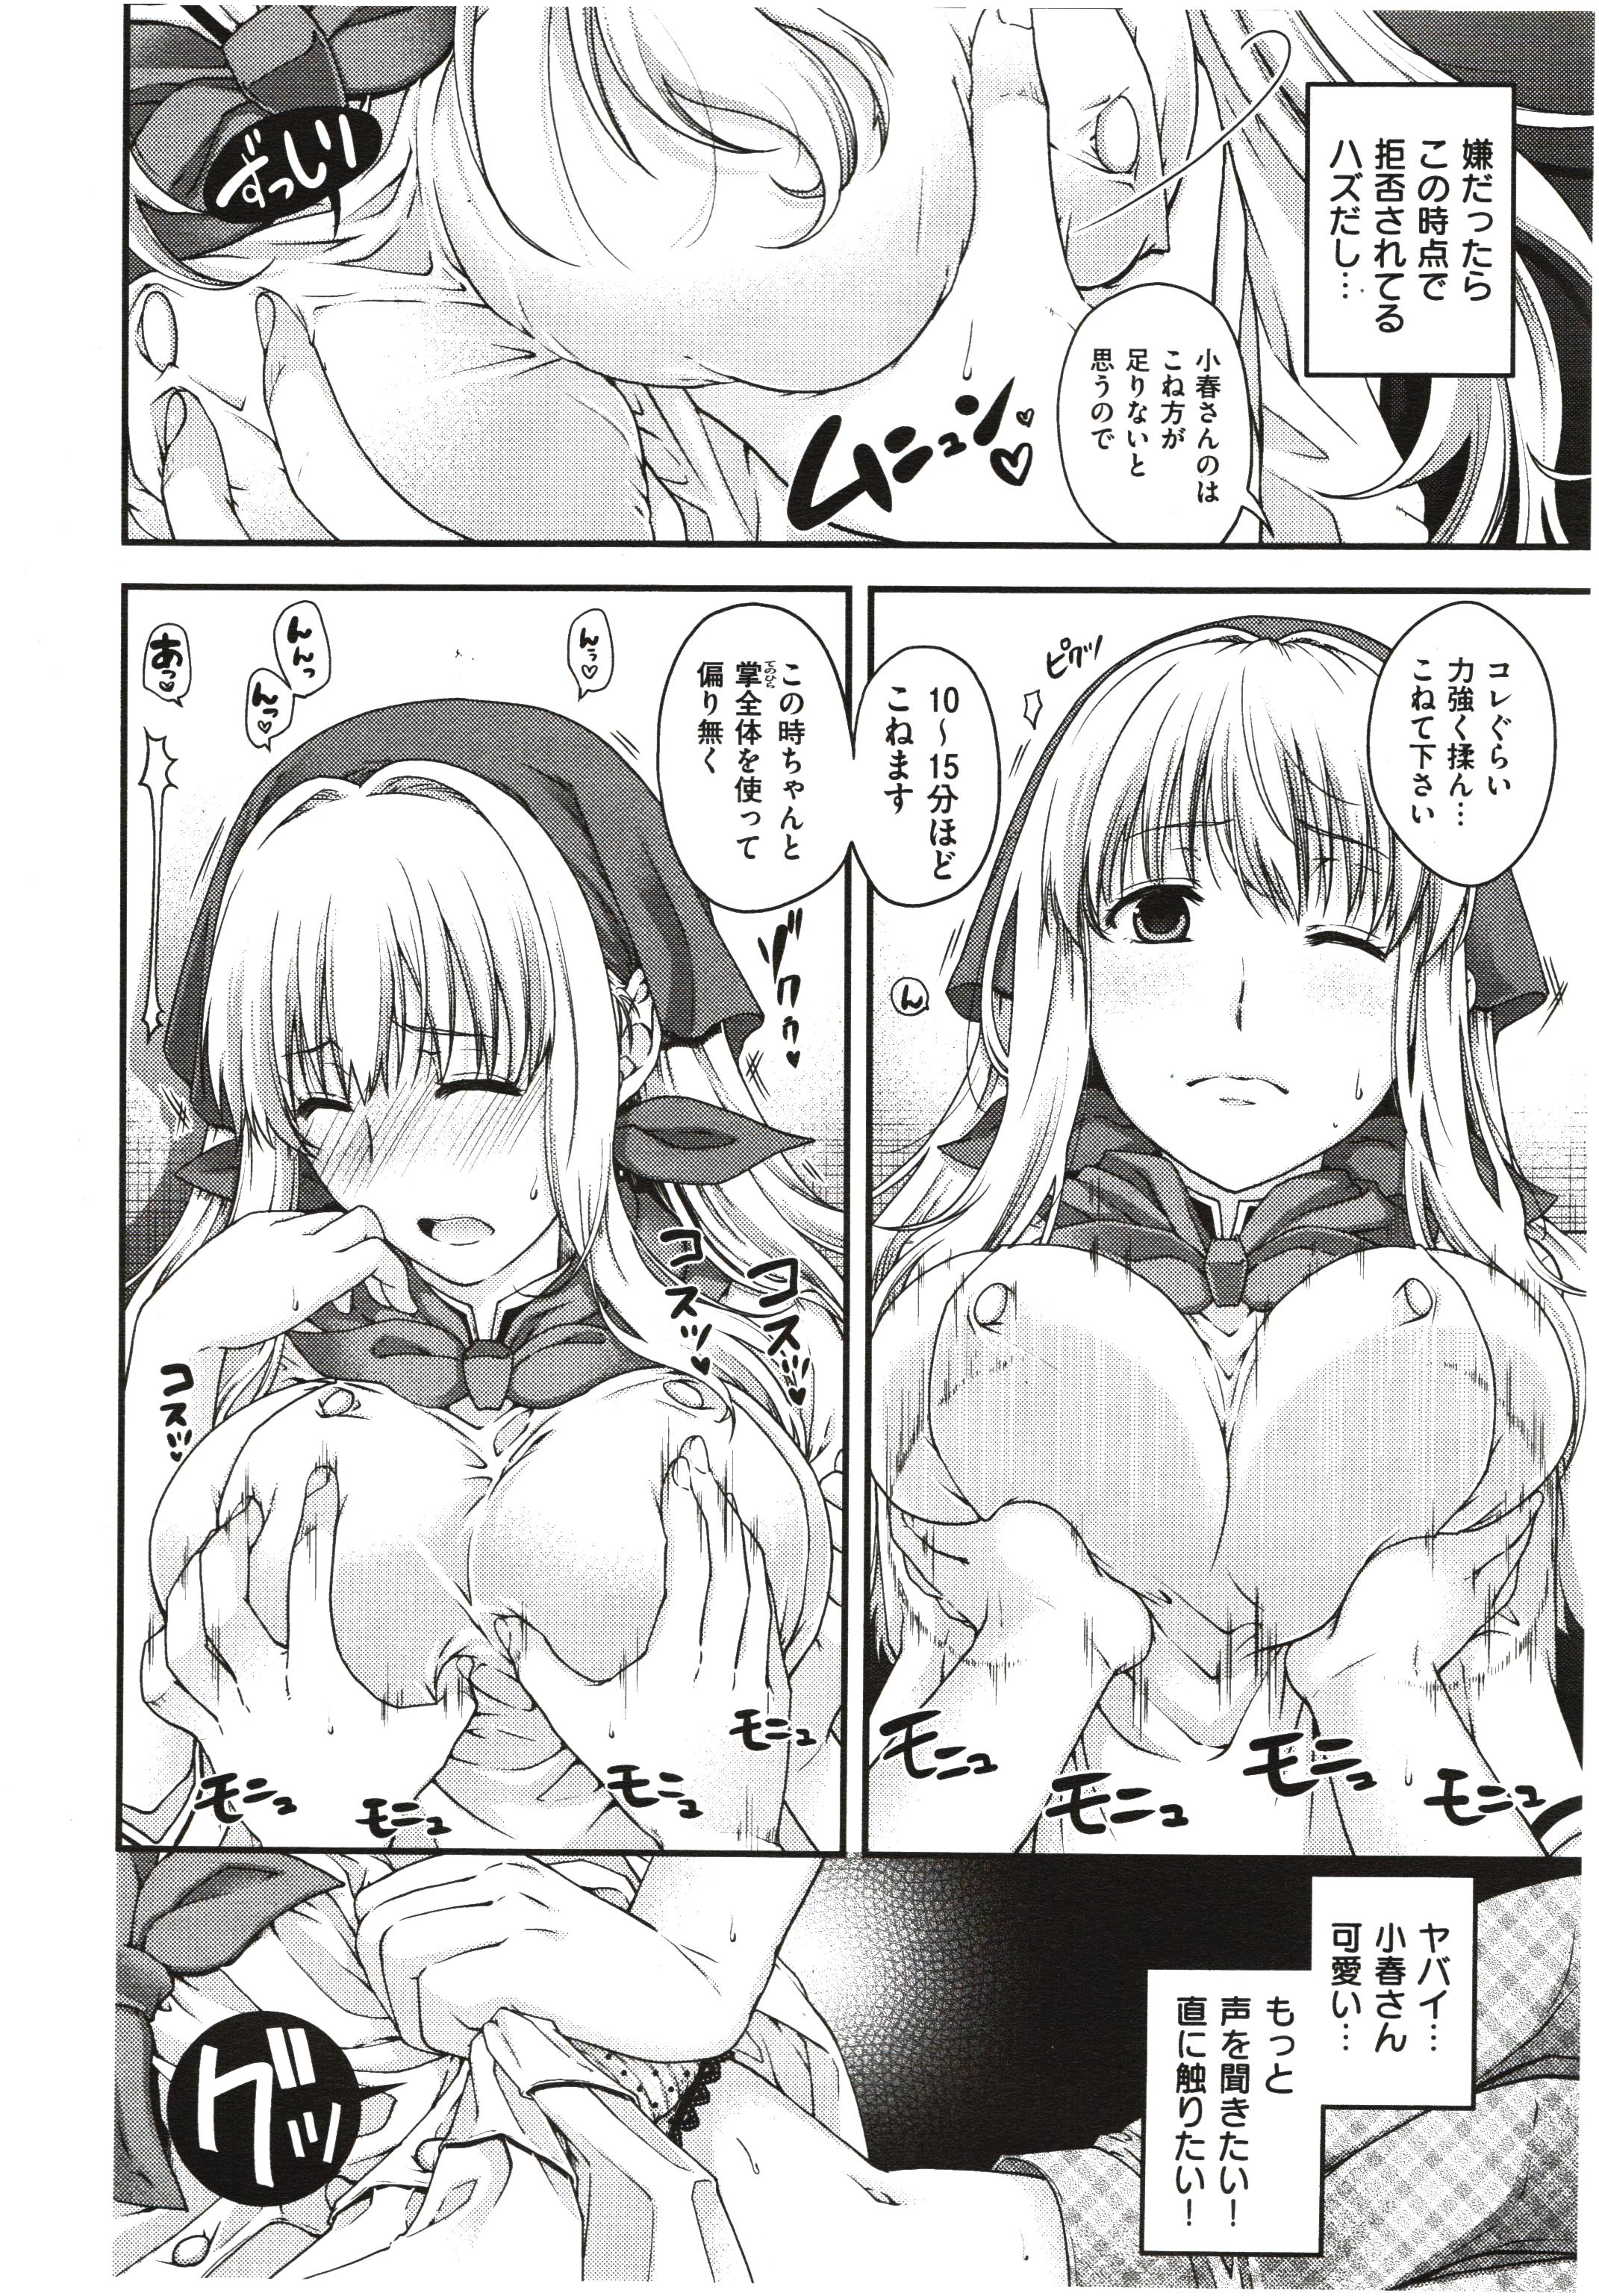 嫌だったら
この時点で
拒否されてる
ハズだし…
小春さんのは
こね方が
足りないと
思うので
ずっしり
ムニュン♡♡
コレぐらい
力強く揉ん…
こねて下さい
ピクッ
10〜15分ほど
こねます
ん
モニュ
モニュ
モニュ
モニュ
この時ちゃんと
掌全体を使って
てのひら
偏り無く
んぅ♡
んんっ
んっ♡
あっ♡
ゾクゥ♥
コスッ♥
コスッ♥
コスッ♥
モニュ
モニュ
モニュ
モニュ
ヤバイ…
小春さん
可愛い…
もっと
声を聞きたい!
直に触りたい!
グッ